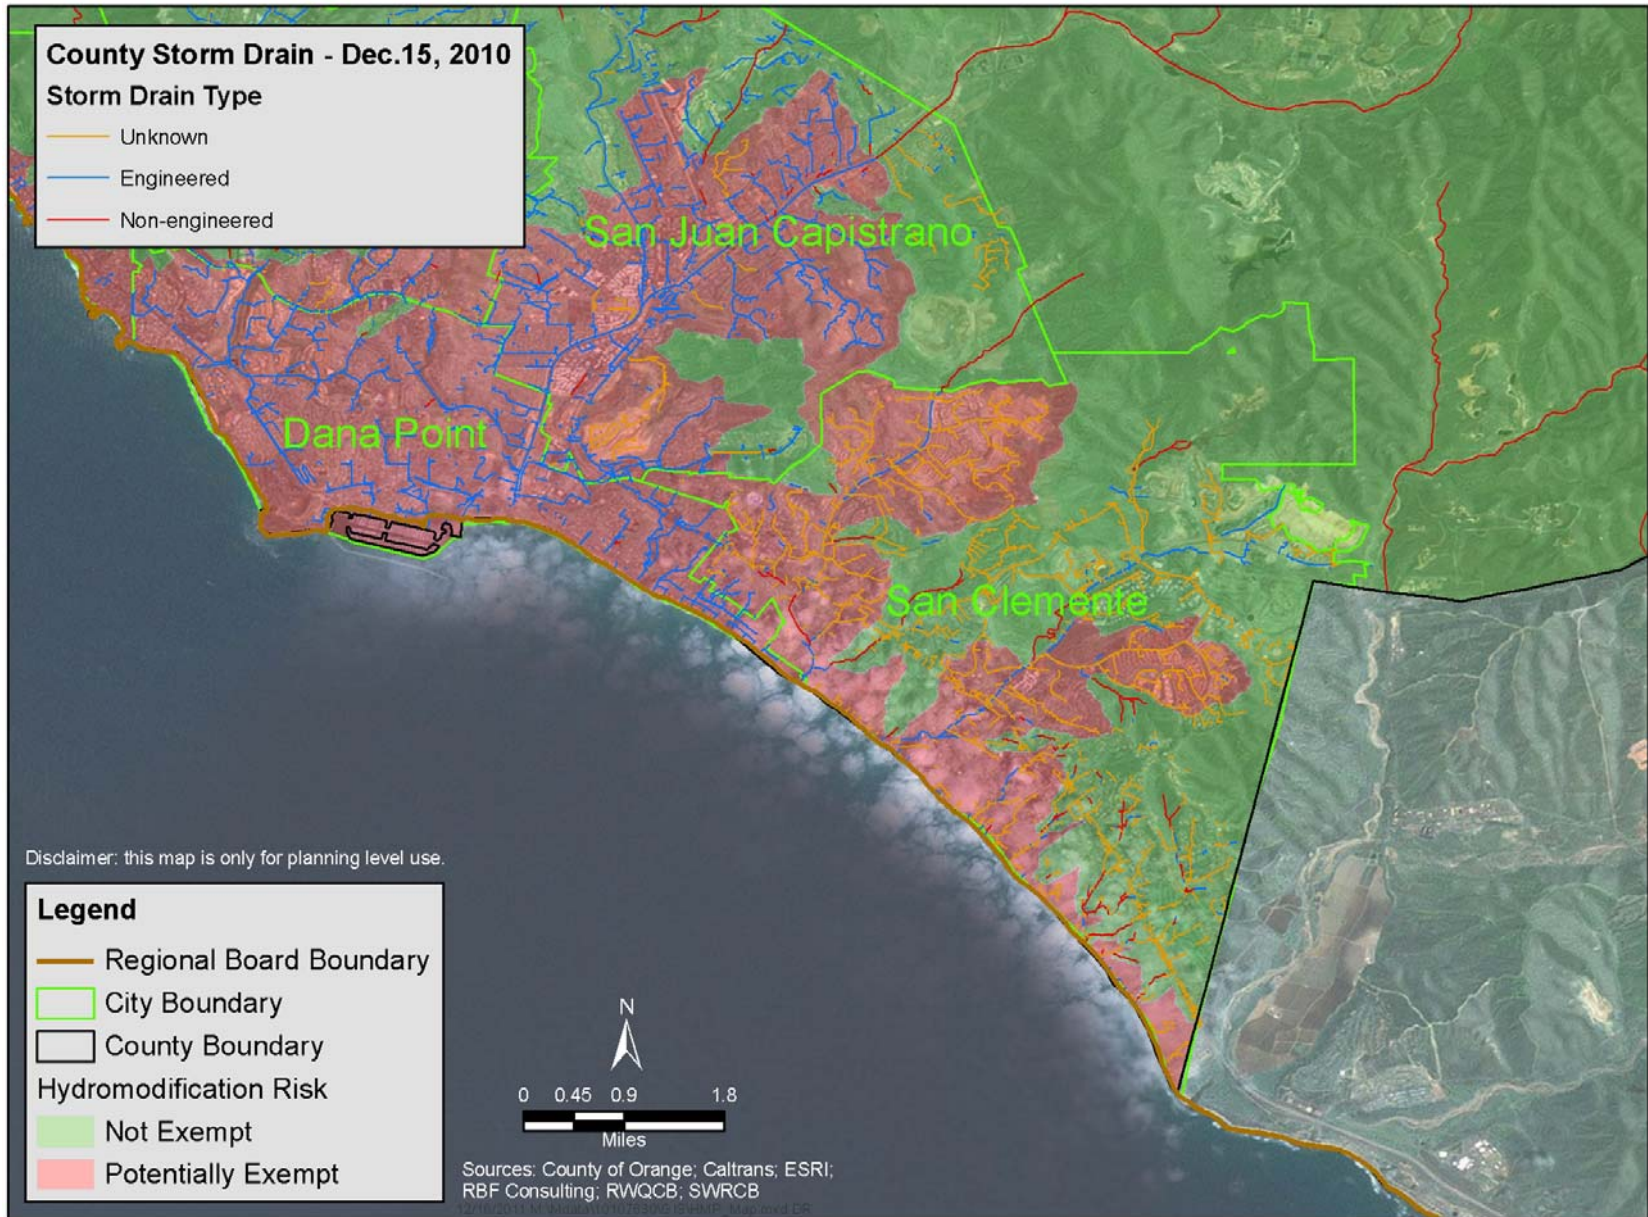 County Storm Drain - Dec.15, 2010
Storm Drain Type
Unknown
Engineered
Non-engineered
San Juan Capistrano
Dana Point
San Clemente
Disclaimer: this map is only for planning level use.
Legend
Regional Board Boundary
City Boundary
County Boundary
Hydromodification Risk
Not Exempt
Potentially Exempt
N
0 0.45 0.9 1.8
Miles
Sources: County of Orange; Caltrans; ESRI;
RBF Consulting; RWQCB; SWRCB